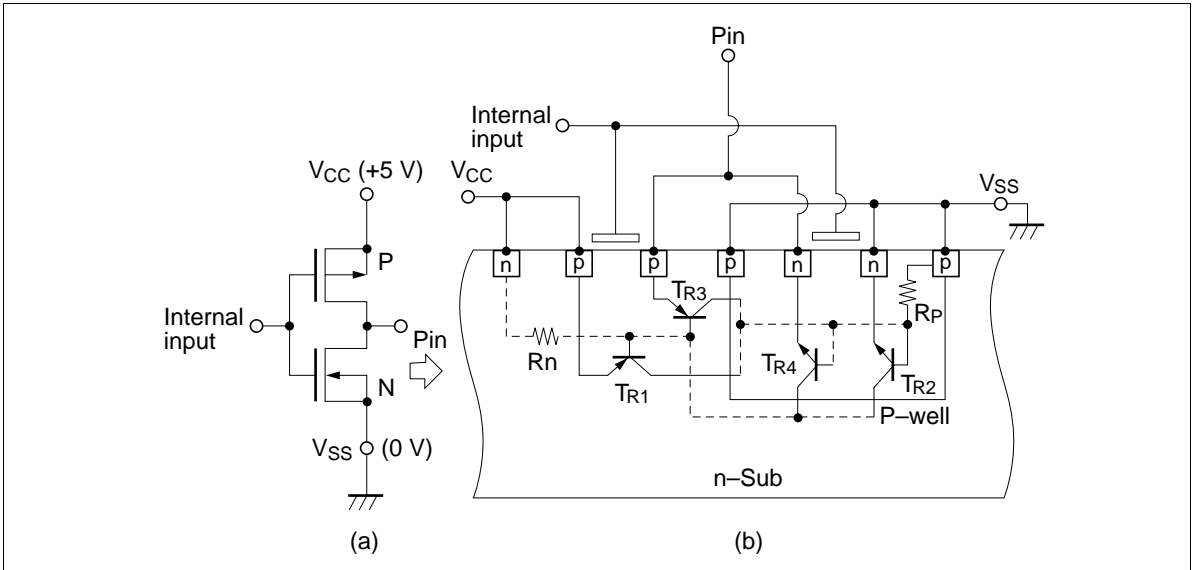 Internal
input
VCC (+5 V)
P
N
Pin
VSS (0 V)
(a)
Pin
Internal
input
VCC
VSS
n
p
p
p
n
n
p
TR3
RP
Rn
TR1
TR4
TR2
P–well
n–Sub
(b)